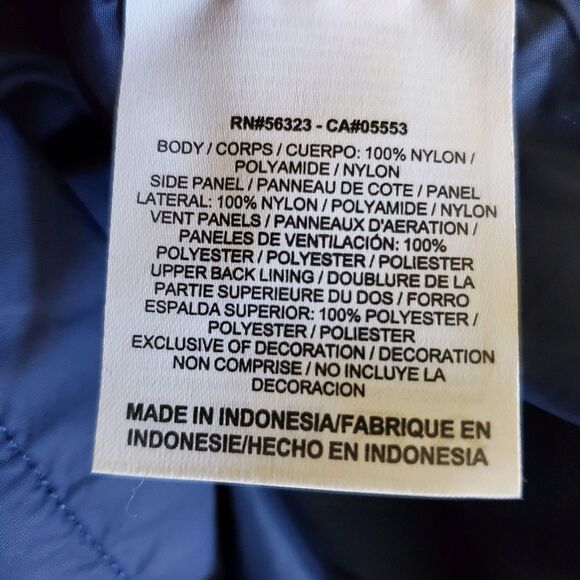 RN#56323 - CA#05553
BODY / CORPS / CUERPO: 100% NYLON /
POLYAMIDE / NYLON
SIDE PANEL / PANNEAU DE COTE / PANEL
LATERAL: 100% NYLON / POLYAMIDE / NYLON
VENT PANELS / PANNEAUX D'AERATION /
PANELES DE VENTILACIÓN: 100%
POLYESTER / POLYESTER / POLIESTER
UPPER BACK LINING / DOUBLURE DE LA
PARTIE SUPERIEURE DU DOS / FORRO
ESPALDA SUPERIOR: 100% POLYESTER /
POLYESTER / POLIESTER
EXCLUSIVE OF DECORATION / DECORATION
NON COMPRISE / NO INCLUYE LA
DECORACION
MADE IN INDONESIA/FABRIQUE EN
INDONESIE/HECHO EN INDONESIA